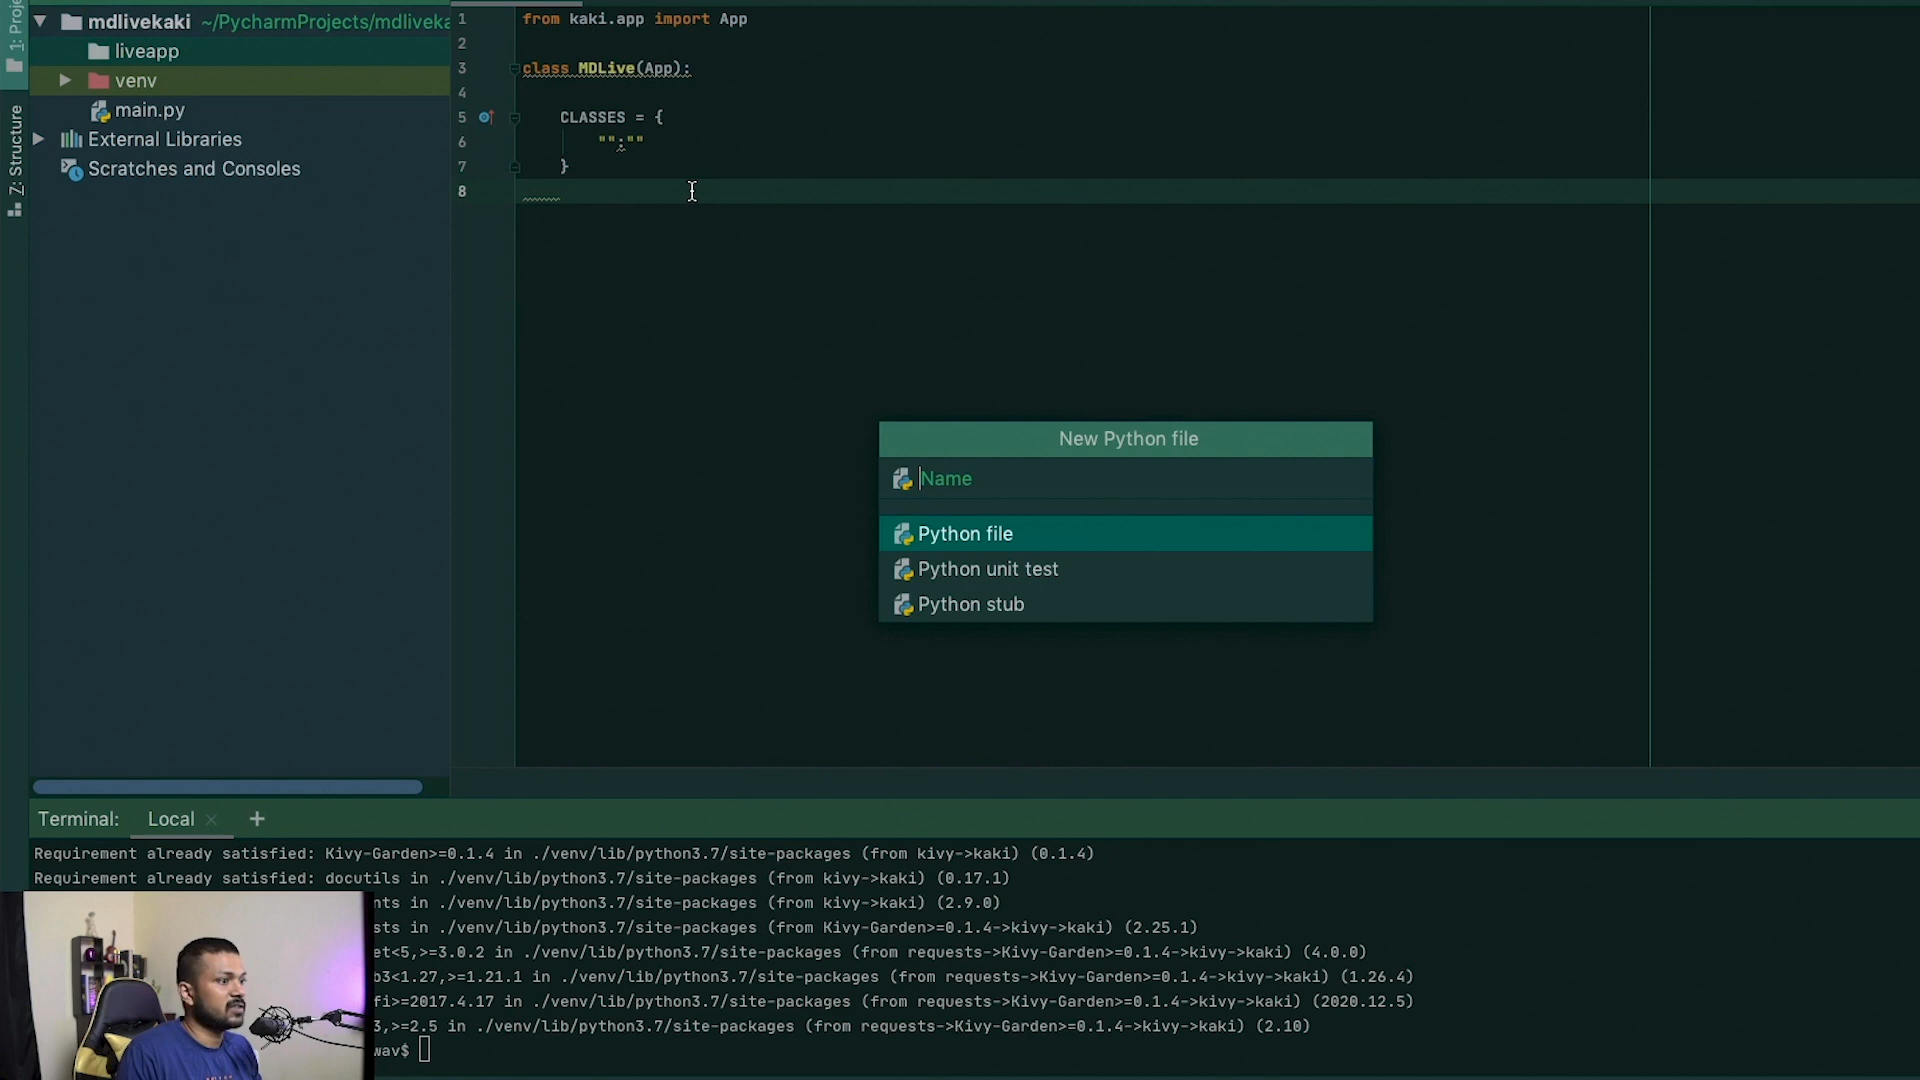 mdlivekaki ~/PycharmProjects/mdliveka
liveapp
venv
main.py
External Libraries
Scratches and Consoles
1: Proje
7: Structure
1 from kaki.app import App
2
3 class MDLive(App):
4
5 CLASSES = {
6 "":""
7 }
8
New Python file
Name
Python file
Python unit test
Python stub
Terminal: Local +
Requirement already satisfied: Kivy-Garden>=0.1.4 in ./venv/lib/python3.7/site-packages (from kivy->kaki) (0.1.4)
Requirement already satisfied: docutils in ./venv/lib/python3.7/site-packages (from kivy->kaki) (0.17.1)
nts in ./venv/lib/python3.7/site-packages (from kivy->kaki) (2.9.0)
sts in ./venv/lib/python3.7/site-packages (from Kivy-Garden>=0.1.4->kivy->kaki) (2.25.1)
et<5,>=3.0.2 in ./venv/lib/python3.7/site-packages (from requests->Kivy-Garden>=0.1.4->kivy->kaki) (4.0.0)
b3<1.27,>=1.21.1 in ./venv/lib/python3.7/site-packages (from requests->Kivy-Garden>=0.1.4->kivy->kaki) (1.26.4)
fi>=2017.4.17 in ./venv/lib/python3.7/site-packages (from requests->Kivy-Garden>=0.1.4->kivy->kaki) (2020.12.5)
3,>=2.5 in ./venv/lib/python3.7/site-packages (from requests->Kivy-Garden>=0.1.4->kivy->kaki) (2.10)
wav$